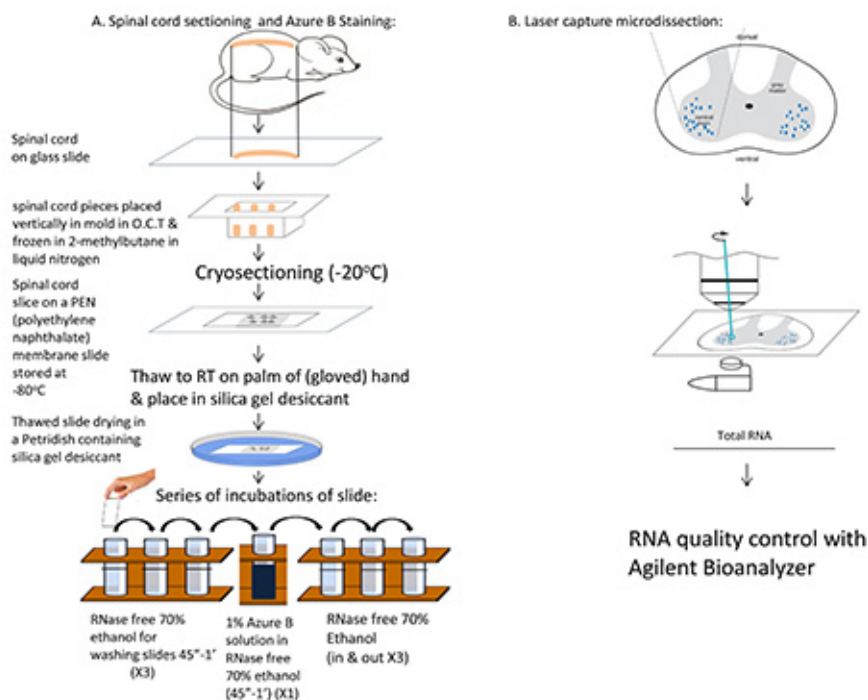 A. Spinal cord sectioning and Azure B Staining:
Spinal cord
on glass slide
spinal cord pieces placed
vertically in mold in O.C.T &
frozen in 2-methylbutane in
liquid nitrogen
Cryosectioning (-20°C)
Spinal cord
slice on a PEN
(polyethylene
naphthalate)
membrane slide
stored at
-80°C
Thaw to RT on palm of (gloved) hand
& place in silica gel desiccant
Thawed slide drying in
a Petridish containing
silica gel desiccant
Series of incubations of slide:
RNase free 70%
ethanol for
washing slides 45"-1'
(X3)
1% Azure B
solution in
RNase free
70% ethanol
(45"-1') (X1)
RNase free 70%
Ethanol
(in & out X3)
B. Laser capture microdissection:
dorsal
grey
matter
ventral
horn
ventral
Total RNA
RNA quality control with
Agilent Bioanalyzer